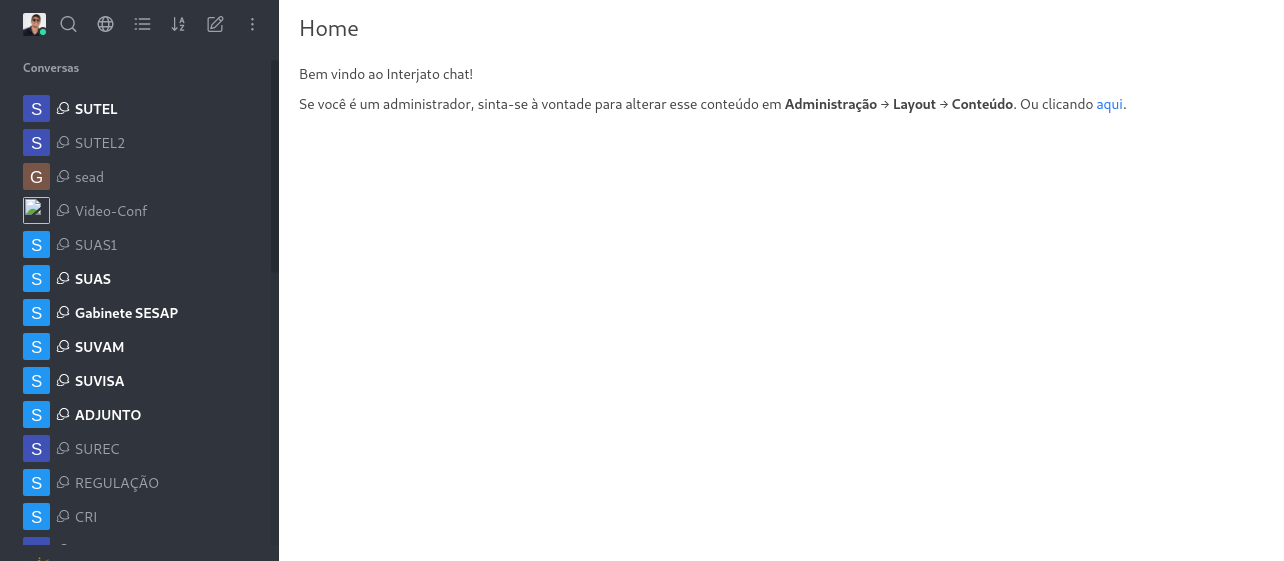 Home
Bem vindo ao Interjato chat!
Se você é um administrador, sinta-se à vontade para alterar esse conteúdo em Administração → Layout → Conteúdo. Ou clicando aqui.
Conversas
S SUTEL
S SUTEL2
G sead
Video-Conf
S SUAS1
S SUAS
S Gabinete SESAP
S SUVAM
S SUVISA
S ADJUNTO
S SUREC
S REGULAÇÃO
S CRI